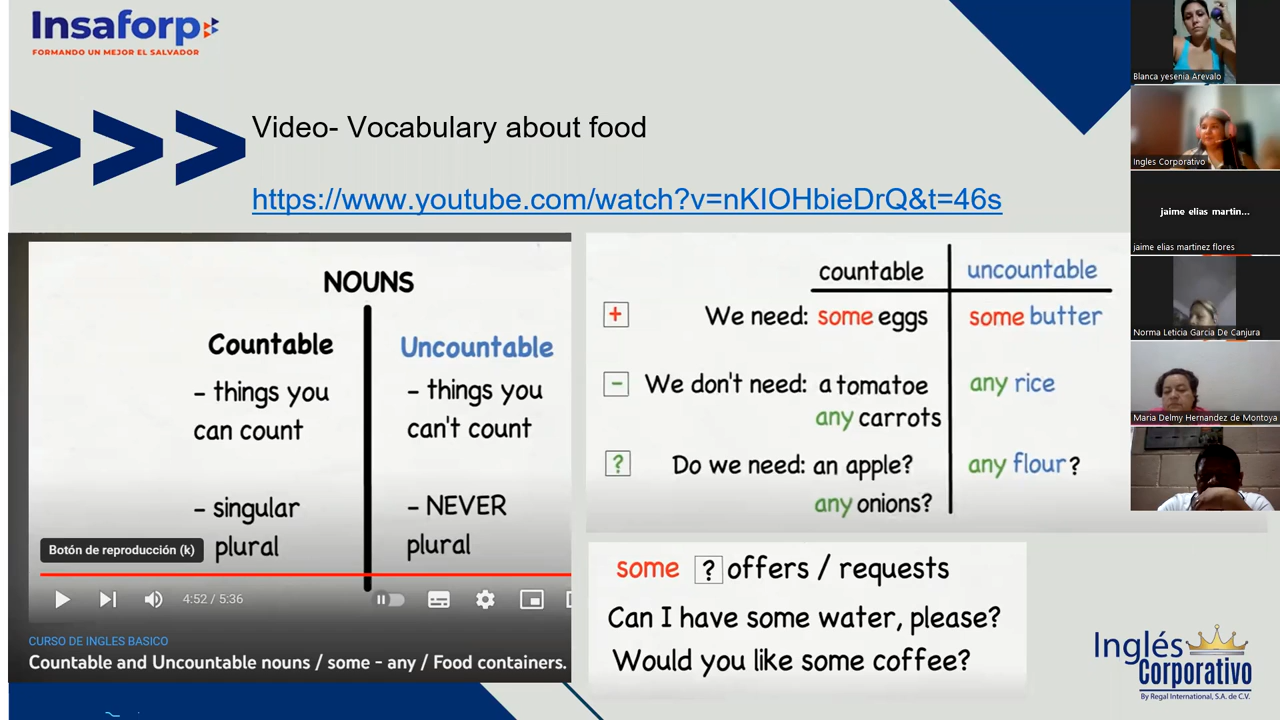 Insaforp
FORMANDO UN MEJOR EL SALVADOR
>>> Video- Vocabulary about food
https://www.youtube.com/watch?v=nKIOHbieDrQ&t=46s
NOUNS
Countable
Uncountable
- things you
can count
- things you
can't count
- singular
plural
- NEVER
plural
Botón de reproducción (k)
4:52 / 5:36
CURSO DE INGLES BASICO
Countable and Uncountable nouns / some - any / Food containers.
countable
uncountable
+ We need: some eggs
some butter
- We don't need: a tomatoe
any rice
any carrots
? Do we need: an apple?
any flour?
any onions?
some ? offers / requests
Can I have some water, please?
Would you like some coffee?
Inglés
Corporativo
By Regal International, S.A. de C.V.
Blanca yesenia Arevalo
Ingles Corporativo
jaime elias martin...
jaime elias martinez flores
Norma Leticia Garcia De Canjura
Maria Delmy Hernandez de Montoya